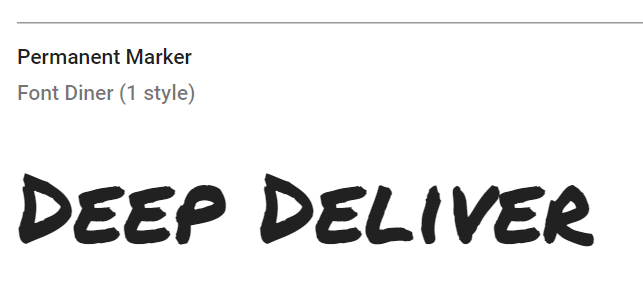 Permanent Marker
Font Diner (1 style)
DEEP DELIVER